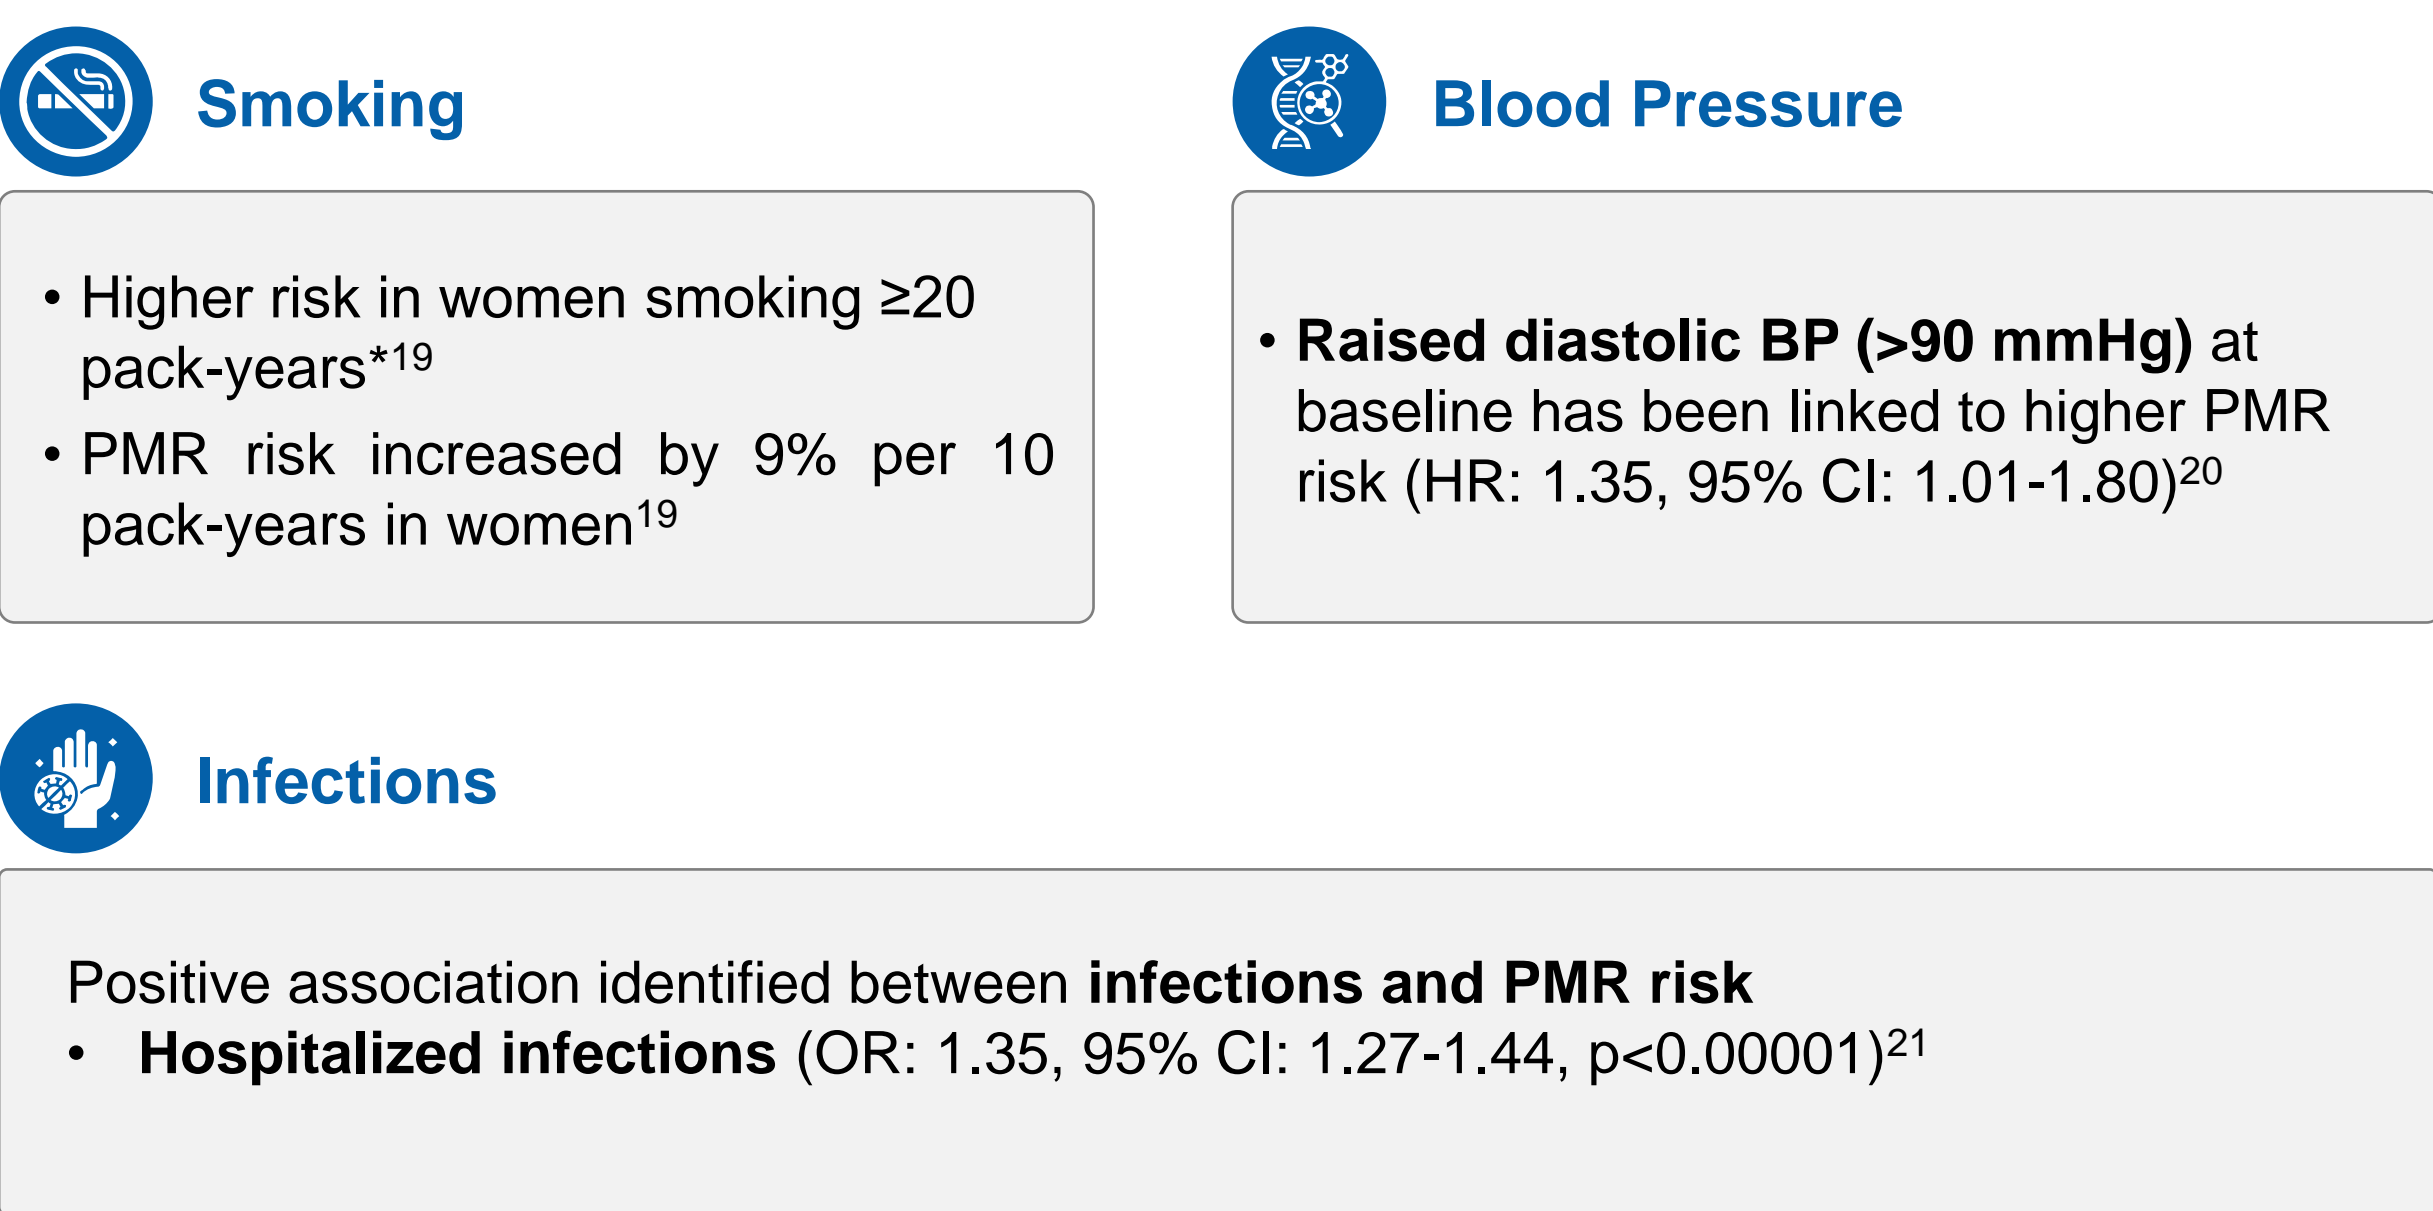 Smoking
• Higher risk in women smoking ≥20
pack-years*19
• PMR risk increased by 9% per 10
pack-years in women19
Blood Pressure
• Raised diastolic BP (>90 mmHg) at
baseline has been linked to higher PMR
risk (HR: 1.35, 95% CI: 1.01-1.80)20
Infections
Positive association identified between infections and PMR risk
• Hospitalized infections (OR: 1.35, 95% CI: 1.27-1.44, p<0.00001)21